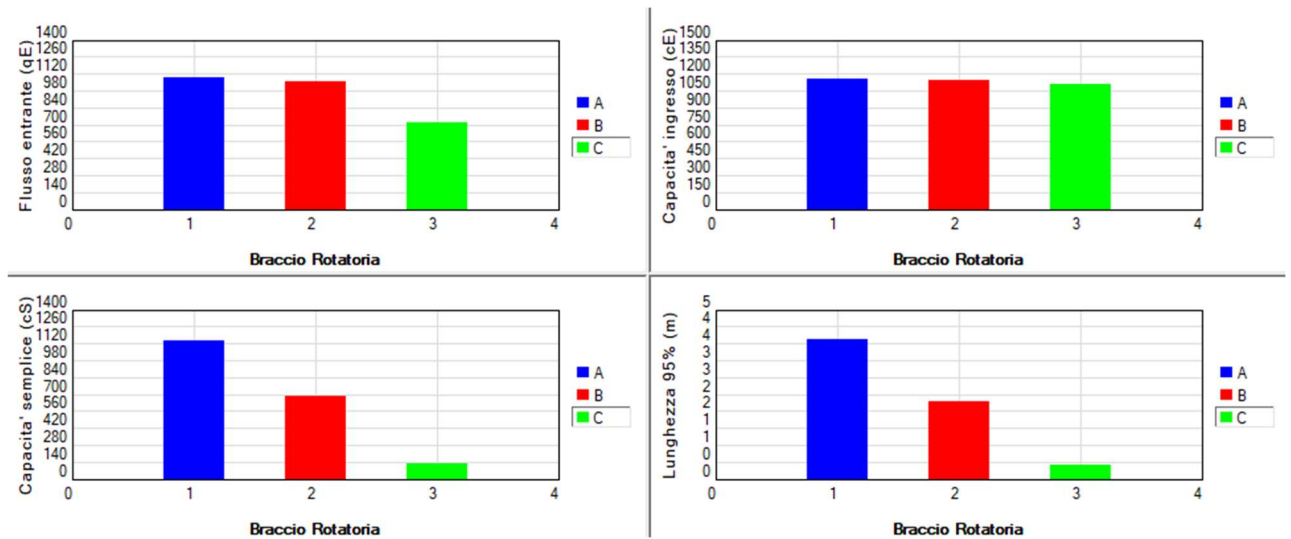 Flusso entrante (qE)
1400
1260
1120
980
840
700
560
420
280
140
0
0 1 2 3 4
Braccio Rotatoria
A
B
C
Capacita' ingresso (cE)
1500
1350
1200
1050
900
750
600
450
300
150
0
0 1 2 3 4
Braccio Rotatoria
A
B
C
Capacita' semplice (cS)
1400
1260
1120
980
840
700
560
420
280
140
0
0 1 2 3 4
Braccio Rotatoria
A
B
C
Lunghezza 95% (m)
5
4
4
3
3
2
2
1
1
0
0
0 1 2 3 4
Braccio Rotatoria
A
B
C